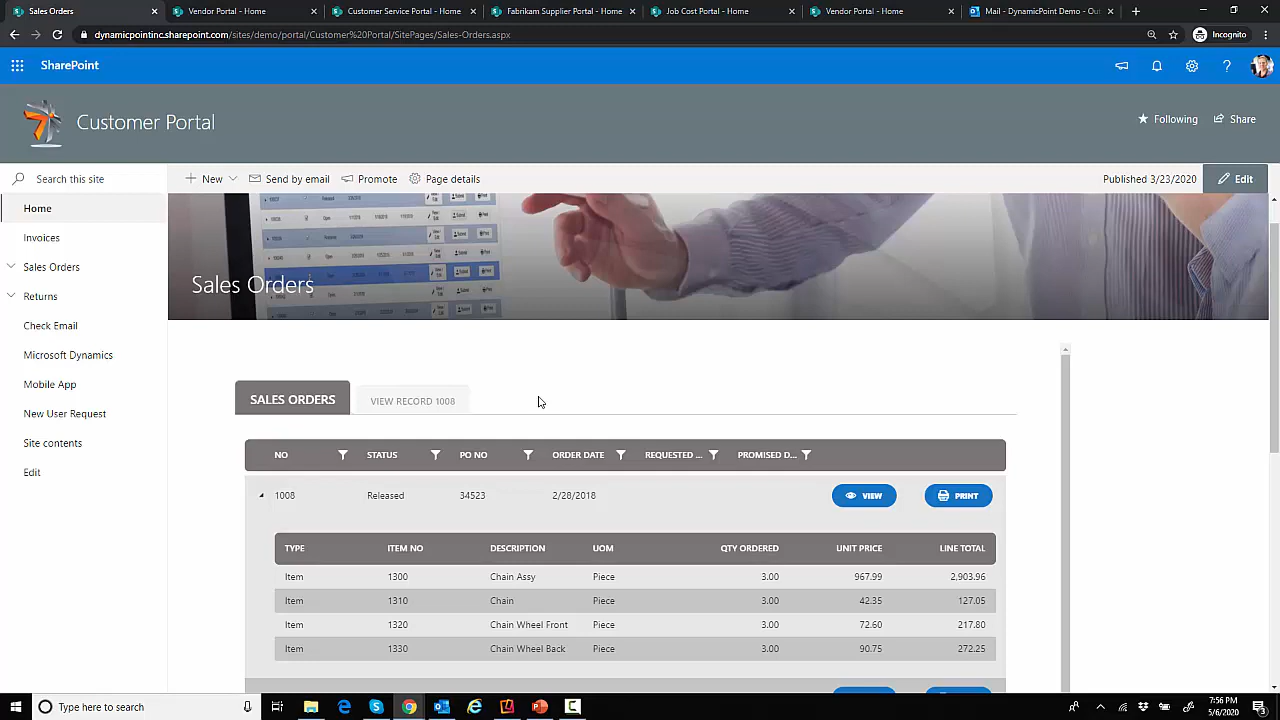 Sales Orders
Vendor Portal - Home
Customer Service Portal - Home
Fabrikam Supplier Portal - Home
Job Cost Portal - Home
Vendor Portal - Home
Mail - DynamicPoint Demo - Out
dynamicpointinc.sharepoint.com/sites/demo/portal/Customer%20Portal/SitePages/Sales-Orders.aspx
Incognito
SharePoint
Customer Portal
Following
Share
Search this site
New
Send by email
Promote
Page details
Published 3/23/2020
Edit
Home
Invoices
Sales Orders
Returns
Check Email
Microsoft Dynamics
Mobile App
New User Request
Site contents
Edit
Sales Orders
SALES ORDERS
VIEW RECORD 1008
NO STATUS PO NO ORDER DATE REQUESTED ... PROMISED D...
1008 Released 34523 2/28/2018 VIEW PRINT
TYPE ITEM NO DESCRIPTION UOM QTY ORDERED UNIT PRICE LINE TOTAL
Item 1300 Chain Assy Piece 3.00 967.99 2,903.96
Item 1310 Chain Piece 3.00 42.35 127.05
Item 1320 Chain Wheel Front Piece 3.00 72.60 217.80
Item 1330 Chain Wheel Back Piece 3.00 90.75 272.25
Type here to search
7:56 PM
5/6/2020